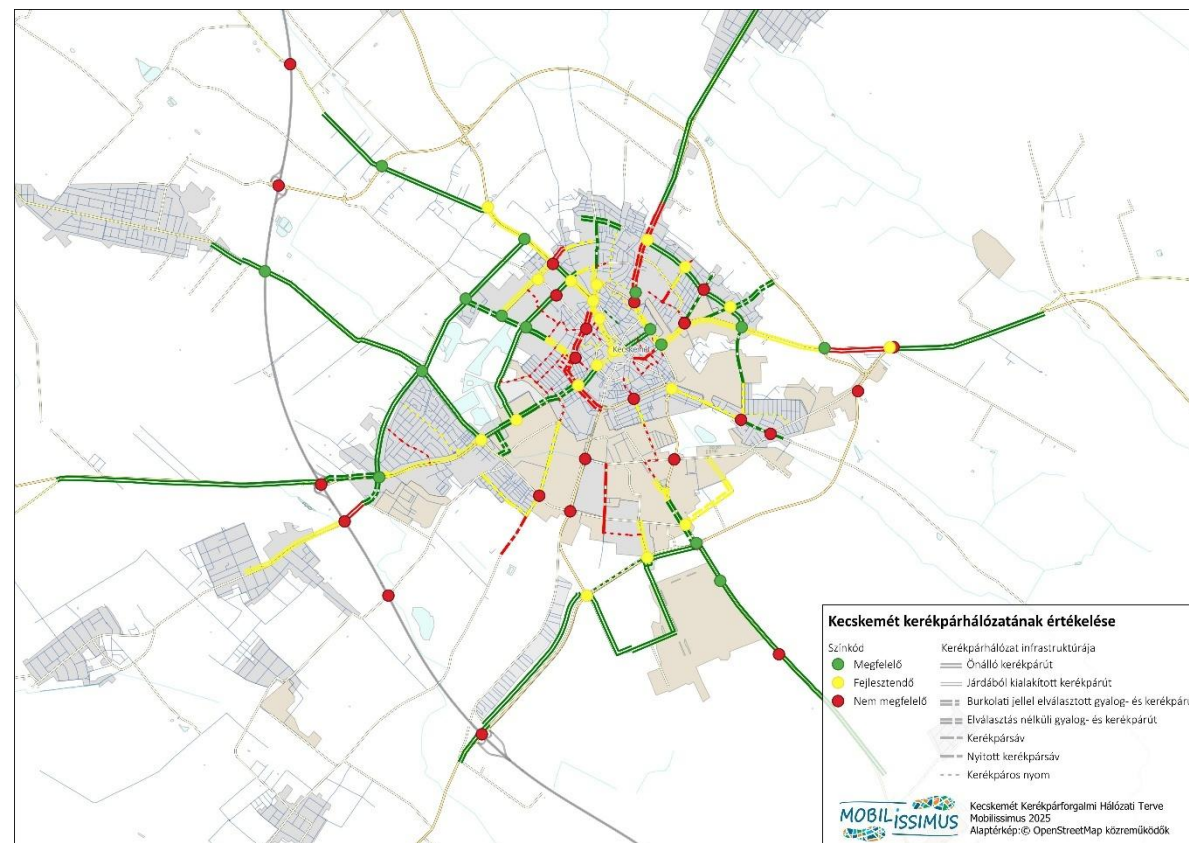 Kecskemét
Kecskemét kerékpárhálózatának értékelése
Színkód
Megfelelő
Fejlesztendő
Nem megfelelő
Kerékpárhálózat infrastruktúrája
Önálló kerékpárút
Járdából kialakított kerékpárút
Burkolati jellel elválasztott gyalog- és kerékpárú
Elválasztás nélküli gyalog- és kerékpárút
Kerékpársáv
Nyitott kerékpársáv
Kerékpáros nyom
MOBILISSIMUS
Kecskemét Kerékpárforgalmi Hálózati Terve
Mobilissimus 2025
Alaptérkép:© OpenStreetMap közreműködők